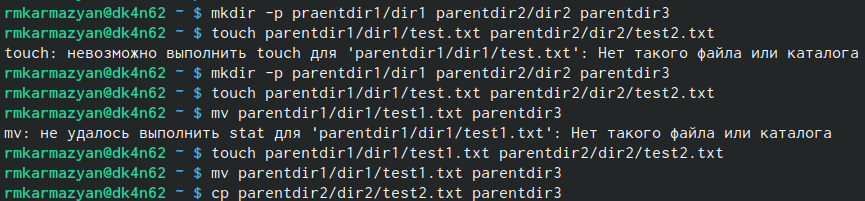 rmkarmazyan@dk4n62 ~ $ mkdir -p praentdir1/dir1 parentdir2/dir2 parentdir3
rmkarmazyan@dk4n62 ~ $ touch parentdir1/dir1/test.txt parentdir2/dir2/test2.txt
touch: невозможно выполнить touch для 'parentdir1/dir1/test.txt': Нет такого файла или каталога
rmkarmazyan@dk4n62 ~ $ mkdir -p parentdir1/dir1 parentdir2/dir2 parentdir3
rmkarmazyan@dk4n62 ~ $ touch parentdir1/dir1/test.txt parentdir2/dir2/test2.txt
rmkarmazyan@dk4n62 ~ $ mv parentdir1/dir1/test1.txt parentdir3
mv: не удалось выполнить stat для 'parentdir1/dir1/test1.txt': Нет такого файла или каталога
rmkarmazyan@dk4n62 ~ $ touch parentdir1/dir1/test1.txt parentdir2/dir2/test2.txt
rmkarmazyan@dk4n62 ~ $ mv parentdir1/dir1/test1.txt parentdir3
rmkarmazyan@dk4n62 ~ $ cp parentdir2/dir2/test2.txt parentdir3